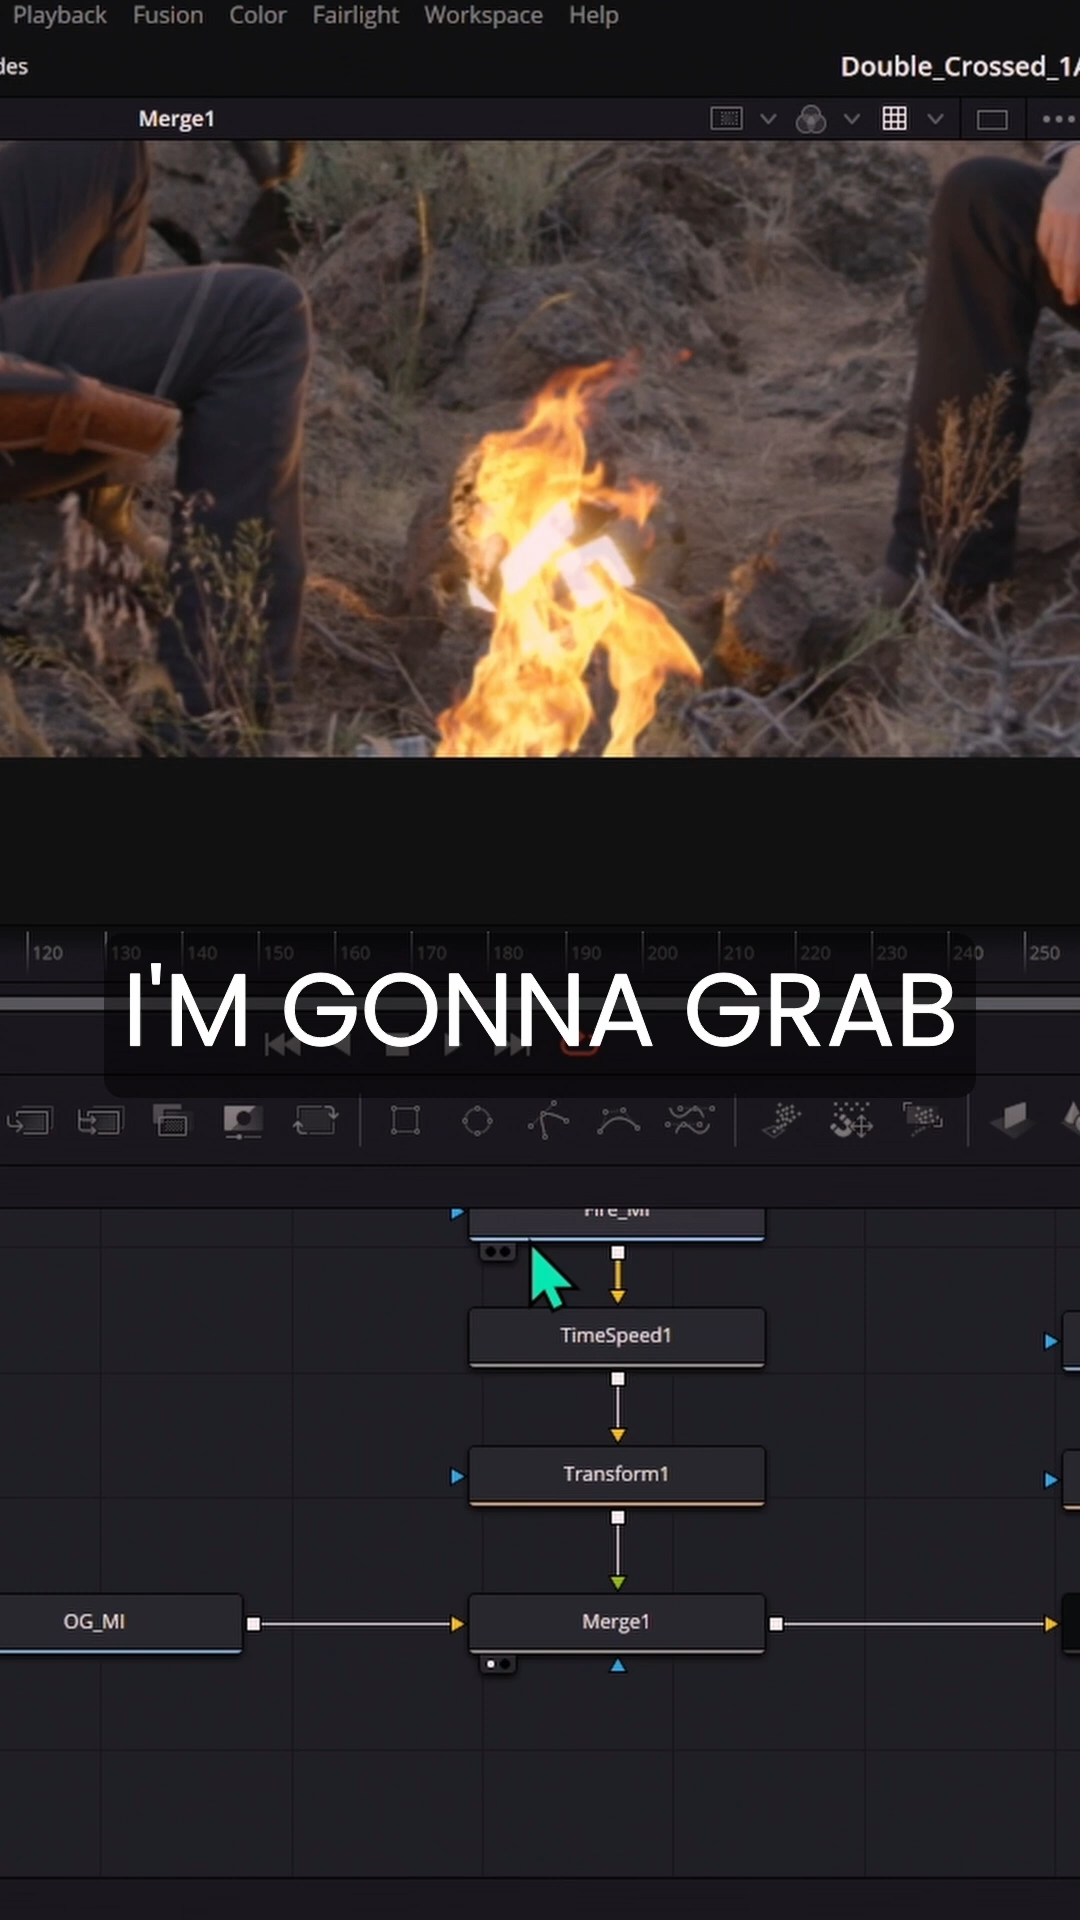 Playback Fusion Color Fairlight Workspace Help
des
Double_Crossed_1A
Merge1
120 130 140 150 160 170 180 190 200 210 220 230 240 250
I'M GONNA GRAB
Fire_MI
TimeSpeed1
Transform1
OG_MI
Merge1